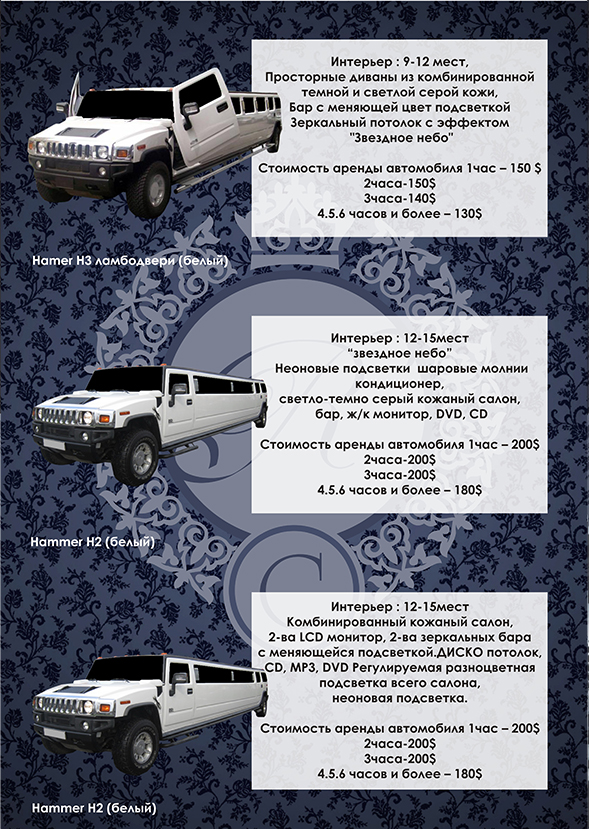 Интерьер : 9-12 мест,
Просторные диваны из комбинированной
темной и светлой серой кожи,
Бар с меняющей цвет подсветкой
Зеркальный потолок с эффектом
"Звездное небо"
Стоимость аренды автомобиля 1час – 150 $
2часа-150$
3часа-140$
4.5.6 часов и более – 130$
Hamer H3 ламбодвери (белый)
Интерьер : 12-15мест
“звездное небо”
Неоновые подсветки шаровые молнии
кондиционер,
светло-темно серый кожаный салон,
бар, ж/к монитор, DVD, CD
Стоимость аренды автомобиля 1час – 200$
2часа-200$
3часа-200$
4.5.6 часов и более – 180$
Hammer H2 (белый)
Интерьер : 12-15мест
Комбинированный кожаный салон,
2-ва LCD монитор, 2-ва зеркальных бара
с меняющейся подсветкой.ДИСКО потолок,
CD, MP3, DVD Регулируемая разноцветная
подсветка всего салона,
неоновая подсветка.
Стоимость аренды автомобиля 1час – 200$
2часа-200$
3часа-200$
4.5.6 часов и более – 180$
Hammer H2 (белый)